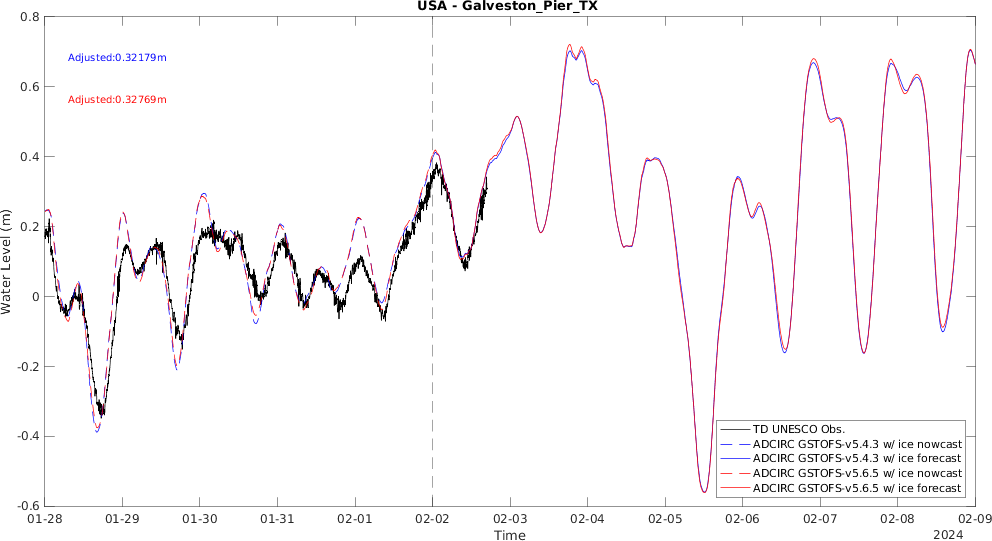 USA - Galveston_Pier_TX
0.8
Adjusted:0.32179m
0.6
Adjusted:0.32769m
0.4
0.2
0
-0.2
-0.4
-0.6
Water Level (m)
TD UNESCO Obs.
ADCIRC GSTOFS-v5.4.3 w/ ice nowcast
ADCIRC GSTOFS-v5.4.3 w/ ice forecast
ADCIRC GSTOFS-v5.6.5 w/ ice nowcast
ADCIRC GSTOFS-v5.6.5 w/ ice forecast
01-28 01-29 01-30 01-31 02-01 02-02 02-03 02-04 02-05 02-06 02-07 02-08 02-09
Time
2024